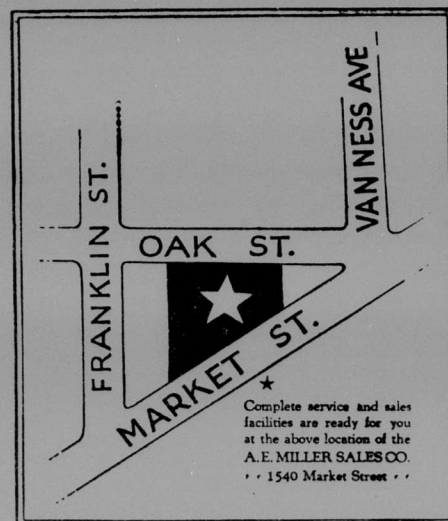 VAN NESS AVE
FRANKLIN ST.
OAK ST.
MARKET ST.
Complete service and sales
facilities are ready for you
at the above location of the
A. E. MILLER SALES CO.
1540 Market Street